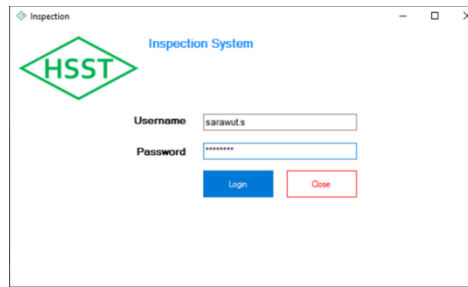 Inspection
Inspection System
HSST
Username sarawut.s
Password ********
Login Close